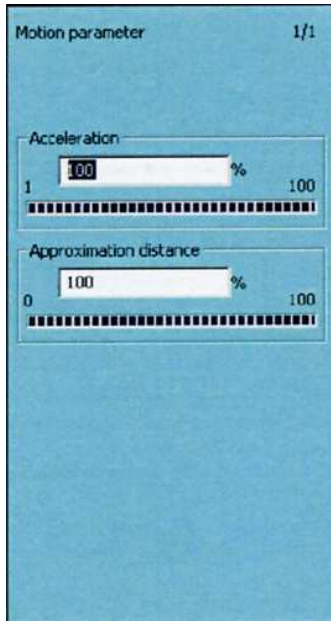 Motion parameter 1/1
Acceleration
100 %
1 100
Approximation distance
100 %
0 100